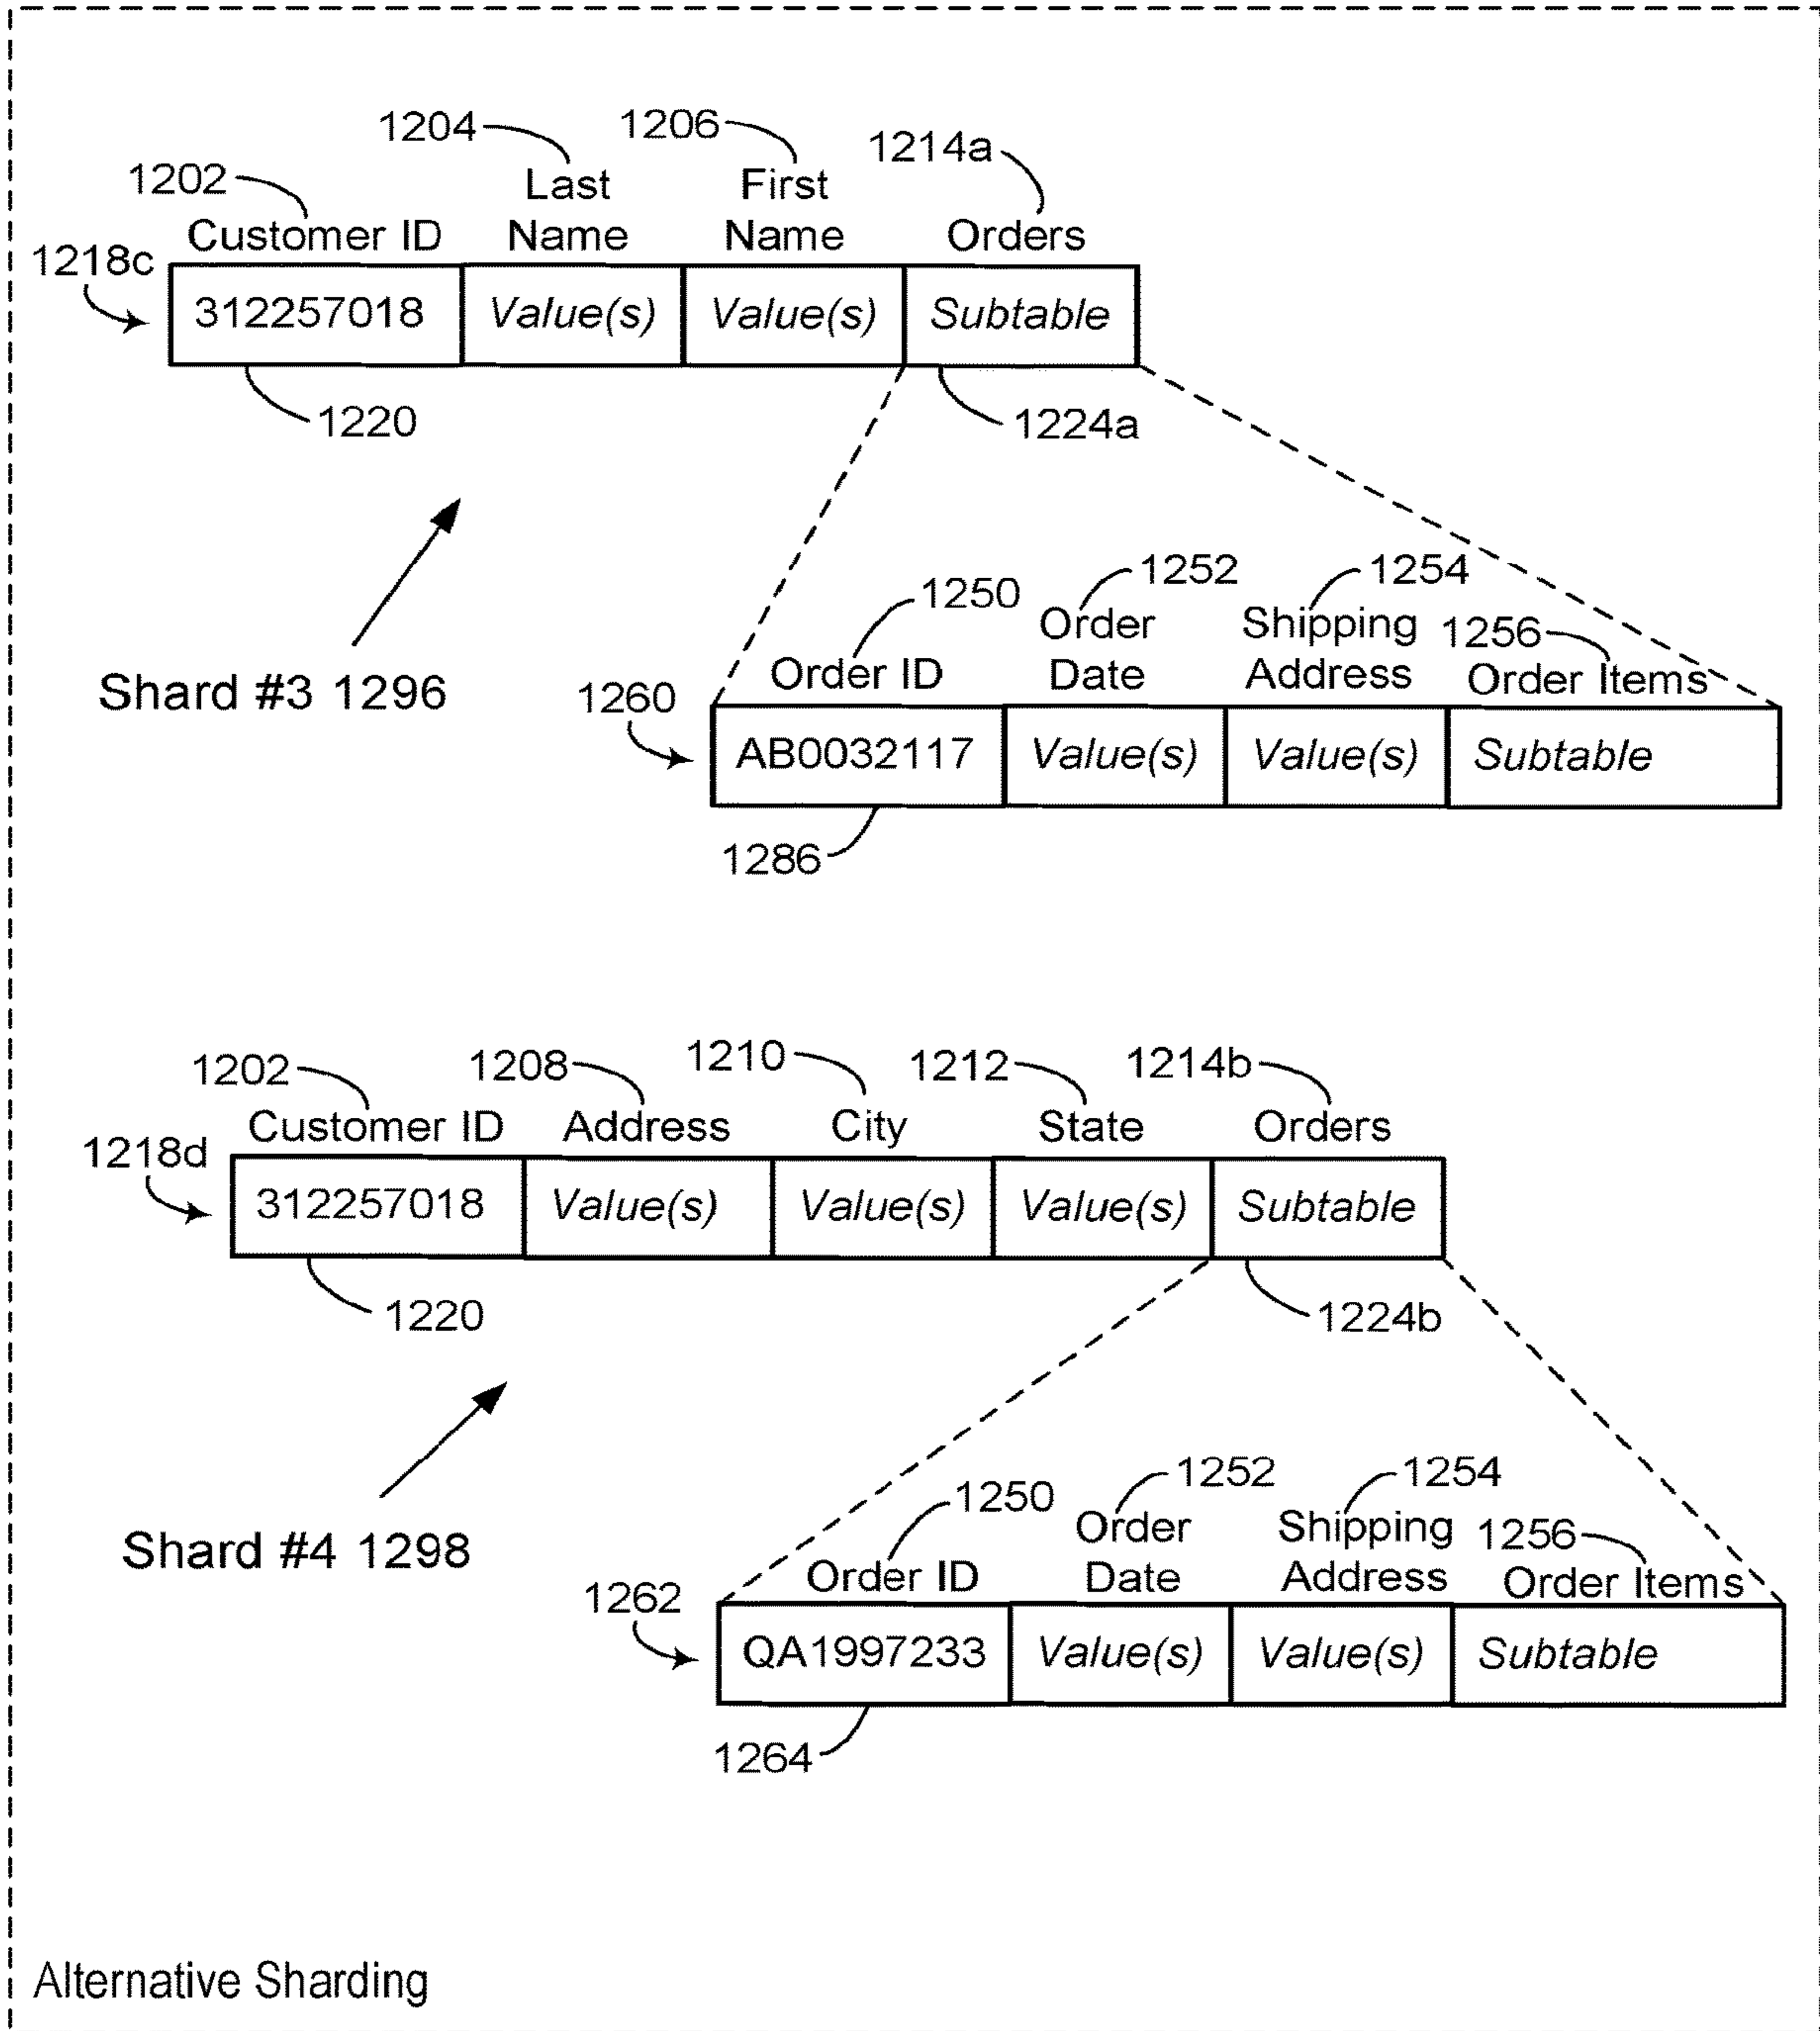 1204 1206 1214a
1202 Last First
Customer ID Name Name Orders
1218c
312257018 Value(s) Value(s) Subtable
1220 1224a
1250 1252 1254
Order Shipping 1256
Shard #3 1296 1260 Order ID Date Address Order Items
AB0032117 Value(s) Value(s) Subtable
1286
1202 1208 1210 1212 1214b
Customer ID Address City State Orders
1218d
312257018 Value(s) Value(s) Value(s) Subtable
1220 1224b
1250 1252 1254
Order Shipping 1256
Shard #4 1298 Order ID Date Address Order Items
1262
QA1997233 Value(s) Value(s) Subtable
1264
Alternative Sharding